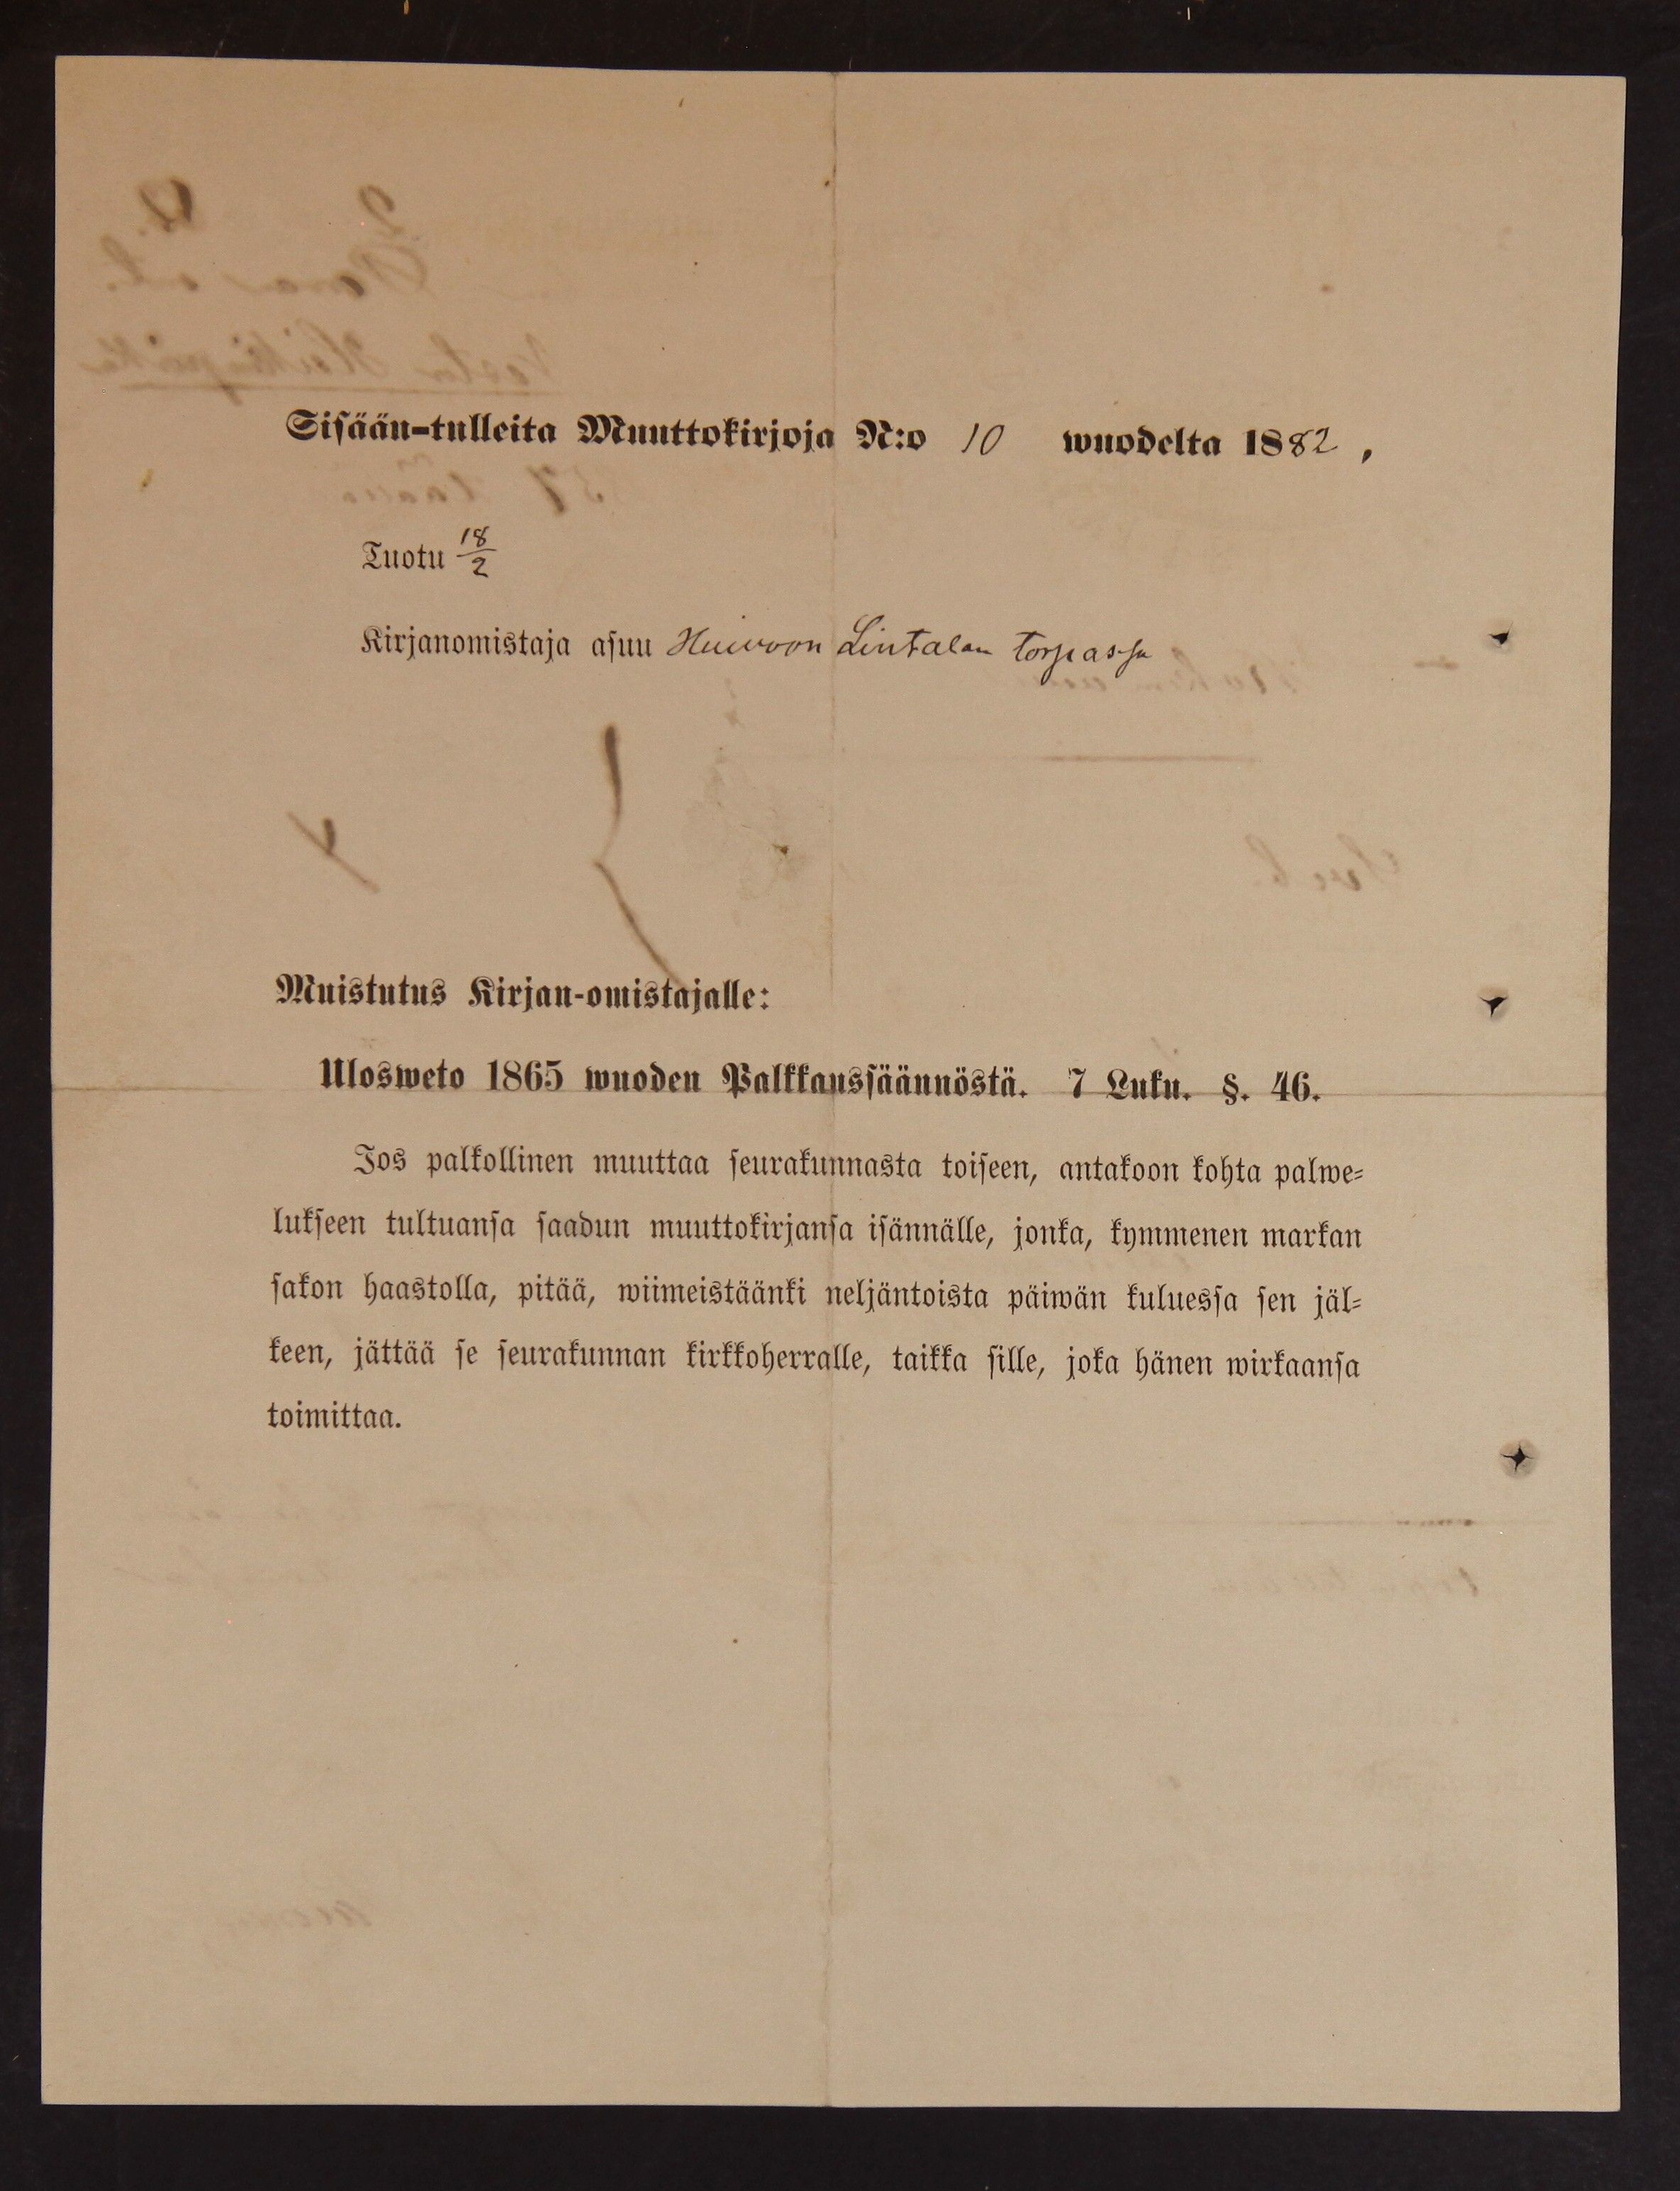 Sisään-tulleita Muuttokirjoja N:o 10 wuodelta 1882,
Tuotu 18/2
Kirjanomistaja asuu Huiwoon Lintalan torpassa
Muistutus Kirjan-omistajalle:
Ulosweto 1865 wuoden Palkkaussäännöstä. 7 Luku. §. 46.
Jos palkollinen muuttaa seurakunnasta toiseen, antakoon kohta palwe-
lukseen tultuansa saadun muuttokirjansa isännälle, jonka, kymmenen markan
sakon haastolla, pitää, wiimeistäänki neljäntoista päiwän kuluessa sen jäl-
keen, jättää se seurakunnan kirkkoherralle, taikka sille, joka hänen wirkaansa
toimittaa.